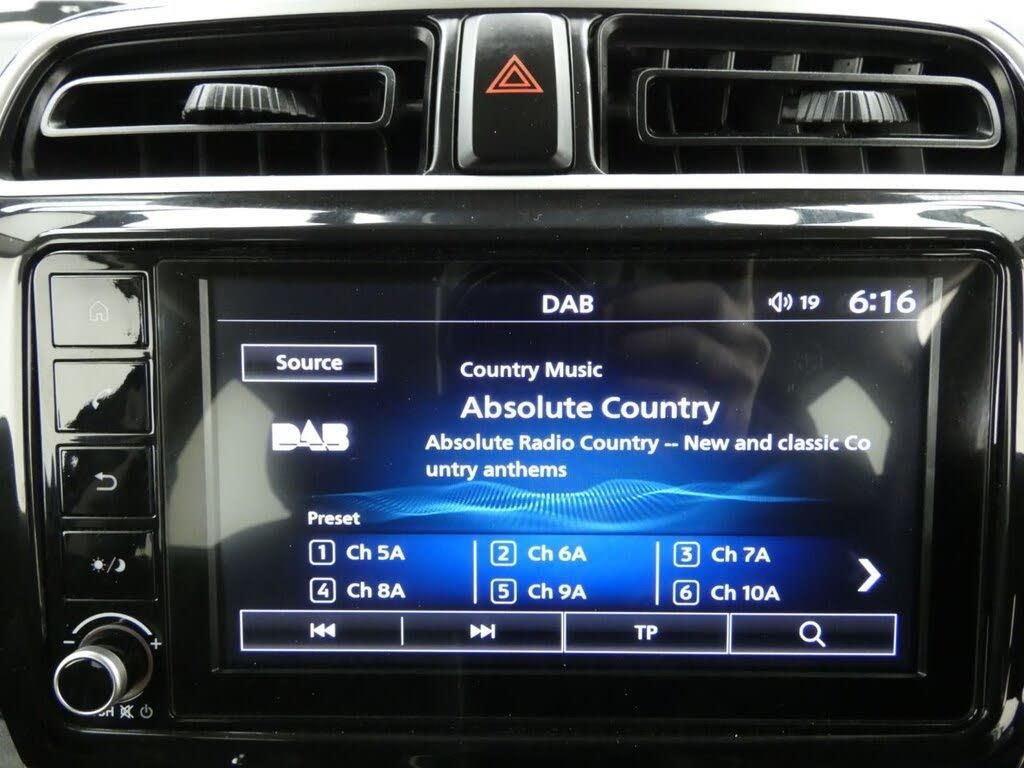 DAB 19 6:16
Source
Country Music
Absolute Country
DAB
Absolute Radio Country -- New and classic Co
untry anthems
Preset
1 Ch 5A 2 Ch 6A 3 Ch 7A
4 Ch 8A 5 Ch 9A 6 Ch 10A
TP
- +